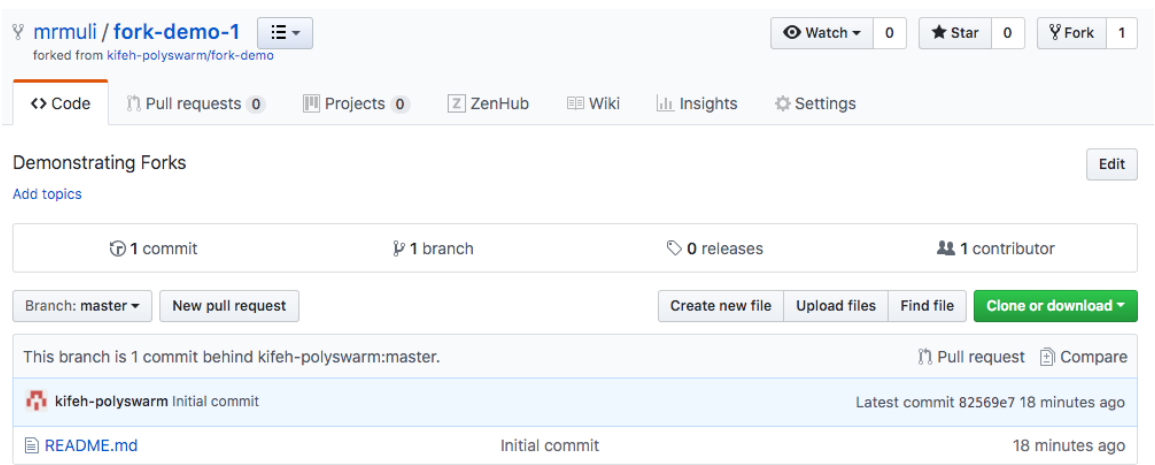 mrmuli / fork-demo-1 Watch 0 Star 0 Fork 1
forked from kifeh-polyswarm/fork-demo
Code Pull requests 0 Projects 0 Z ZenHub Wiki Insights Settings
Demonstrating Forks Edit
Add topics
1 commit 1 branch 0 releases 1 contributor
Branch: master New pull request Create new file Upload files Find file Clone or download
This branch is 1 commit behind kifeh-polyswarm:master. Pull request Compare
kifeh-polyswarm Initial commit Latest commit 82569e7 18 minutes ago
README.md Initial commit 18 minutes ago